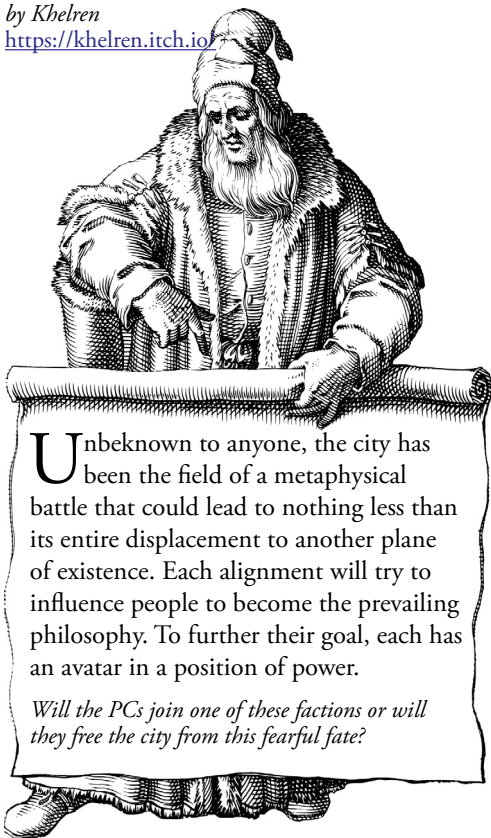 by Khelren
https://khelren.itch.io/
Unbeknown to anyone, the city has
been the field of a metaphysical
battle that could lead to nothing less than
its entire displacement to another plane
of existence. Each alignment will try to
influence people to become the prevailing
philosophy. To further their goal, each has
an avatar in a position of power.
Will the PCs join one of these factions or will
they free the city from this fearful fate?